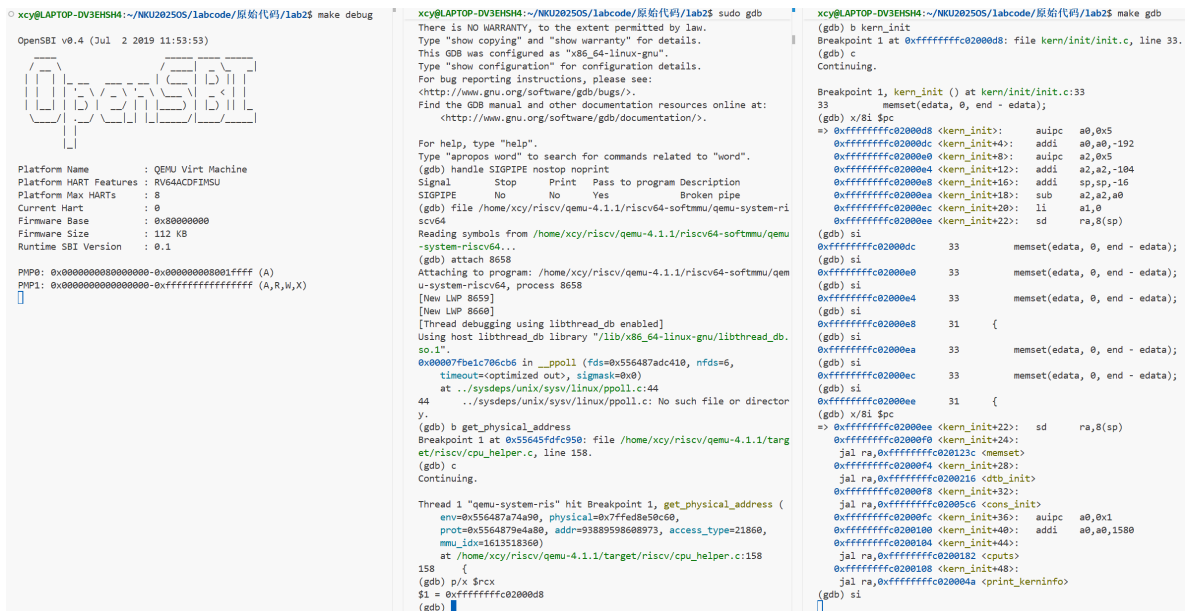 xcy@LAPTOP-DV3EHSH4:~/NKU2025OS/labcode/原始代码/lab2$ make debug
OpenSBI v0.4 (Jul  2 2019 11:53:53)
Platform Name          : QEMU Virt Machine
Platform HART Features : RV64ACDFIMSU
Platform Max HARTs     : 8
Current Hart           : 0
Firmware Base          : 0x80000000
Firmware Size          : 112 KB
Runtime SBI Version    : 0.1
PMP0: 0x0000000080000000-0x000000008001ffff (A)
PMP1: 0x0000000000000000-0xffffffffffffffff (A,R,W,X)
xcy@LAPTOP-DV3EHSH4:~/NKU2025OS/labcode/原始代码/lab2$ sudo gdb
There is NO WARRANTY, to the extent permitted by law.
Type "show copying" and "show warranty" for details.
This GDB was configured as "x86_64-linux-gnu".
Type "show configuration" for configuration details.
For bug reporting instructions, please see:
<http://www.gnu.org/software/gdb/bugs/>.
Find the GDB manual and other documentation resources online at:
<http://www.gnu.org/software/gdb/documentation/>.
For help, type "help".
Type "apropos word" to search for commands related to "word".
(gdb) handle SIGPIPE nostop noprint
Signal        Stop      Print   Pass to program Description
SIGPIPE       No        No      Yes             Broken pipe
(gdb) file /home/xcy/riscv/qemu-4.1.1/riscv64-softmmu/qemu-system-ri
scv64
Reading symbols from /home/xcy/riscv/qemu-4.1.1/riscv64-softmmu/qemu
-system-riscv64...
(gdb) attach 8658
Attaching to program: /home/xcy/riscv/qemu-4.1.1/riscv64-softmmu/qem
u-system-riscv64, process 8658
[New LWP 8659]
[New LWP 8660]
[Thread debugging using libthread_db enabled]
Using host libthread_db library "/lib/x86_64-linux-gnu/libthread_db.
so.1".
0x00007fbe1c706cb6 in __ppoll (fds=0x556487adc410, nfds=6,
timeout=<optimized out>, sigmask=0x0)
at ../sysdeps/unix/sysv/linux/ppoll.c:44
44      ../sysdeps/unix/sysv/linux/ppoll.c: No such file or director
y.
(gdb) b get_physical_address
Breakpoint 1 at 0x55645fdfc950: file /home/xcy/riscv/qemu-4.1.1/targ
et/riscv/cpu_helper.c, line 158.
(gdb) c
Continuing.
Thread 1 "qemu-system-ris" hit Breakpoint 1, get_physical_address (
env=0x556487a74a90, physical=0x7ffed8e50c60,
prot=0x5564879e4a80, addr=93889598608973, access_type=21860,
mmu_idx=1613518360)
at /home/xcy/riscv/qemu-4.1.1/target/riscv/cpu_helper.c:158
158     {
(gdb) p/x $rcx
$1 = 0xffffffffc02000d8
(gdb)
xcy@LAPTOP-DV3EHSH4:~/NKU2025OS/labcode/原始代码/lab2$ make gdb
(gdb) b kern_init
Breakpoint 1 at 0xffffffffc02000d8: file kern/init/init.c, line 33.
(gdb) c
Continuing.
Breakpoint 1, kern_init () at kern/init/init.c:33
33          memset(edata, 0, end - edata);
(gdb) x/8i $pc
=> 0xffffffffc02000d8 <kern_init>:      auipc   a0,0x5
0xffffffffc02000dc <kern_init+4>:    addi    a0,a0,-192
0xffffffffc02000e0 <kern_init+8>:    auipc   a2,0x5
0xffffffffc02000e4 <kern_init+12>:   addi    a2,a2,-104
0xffffffffc02000e8 <kern_init+16>:   addi    sp,sp,-16
0xffffffffc02000ea <kern_init+18>:   sub     a2,a2,a0
0xffffffffc02000ec <kern_init+20>:   li      a1,0
0xffffffffc02000ee <kern_init+22>:   sd      ra,8(sp)
(gdb) si
0xffffffffc02000dc      33          memset(edata, 0, end - edata);
(gdb) si
0xffffffffc02000e0      33          memset(edata, 0, end - edata);
(gdb) si
0xffffffffc02000e4      33          memset(edata, 0, end - edata);
(gdb) si
0xffffffffc02000e8      31      {
(gdb) si
0xffffffffc02000ea      33          memset(edata, 0, end - edata);
(gdb) si
0xffffffffc02000ec      33          memset(edata, 0, end - edata);
(gdb) si
0xffffffffc02000ee      31      {
(gdb) x/8i $pc
=> 0xffffffffc02000ee <kern_init+22>:   sd      ra,8(sp)
0xffffffffc02000f0 <kern_init+24>:
jal ra,0xffffffffc020123c <memset>
0xffffffffc02000f4 <kern_init+28>:
jal ra,0xffffffffc0200216 <dtb_init>
0xffffffffc02000f8 <kern_init+32>:
jal ra,0xffffffffc02005c6 <cons_init>
0xffffffffc02000fc <kern_init+36>:   auipc   a0,0x1
0xffffffffc0200100 <kern_init+40>:   addi    a0,a0,1580
0xffffffffc0200104 <kern_init+44>:
jal ra,0xffffffffc0200182 <cputs>
0xffffffffc0200108 <kern_init+48>:
jal ra,0xffffffffc020004a <print_kerninfo>
(gdb) si